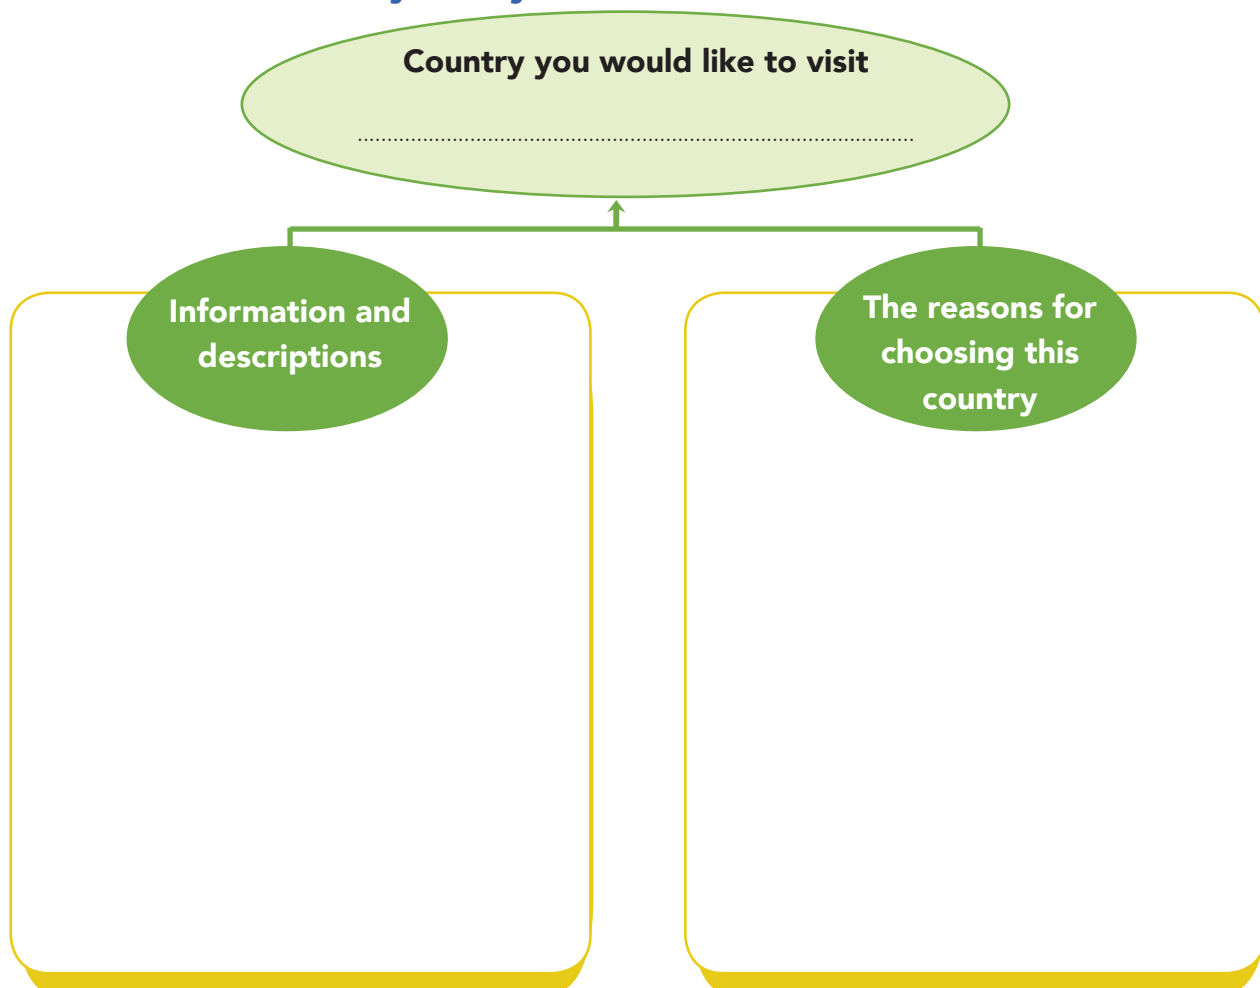 Country you would like to visit
................................................................................................
Information and
descriptions
The reasons for
choosing this
country